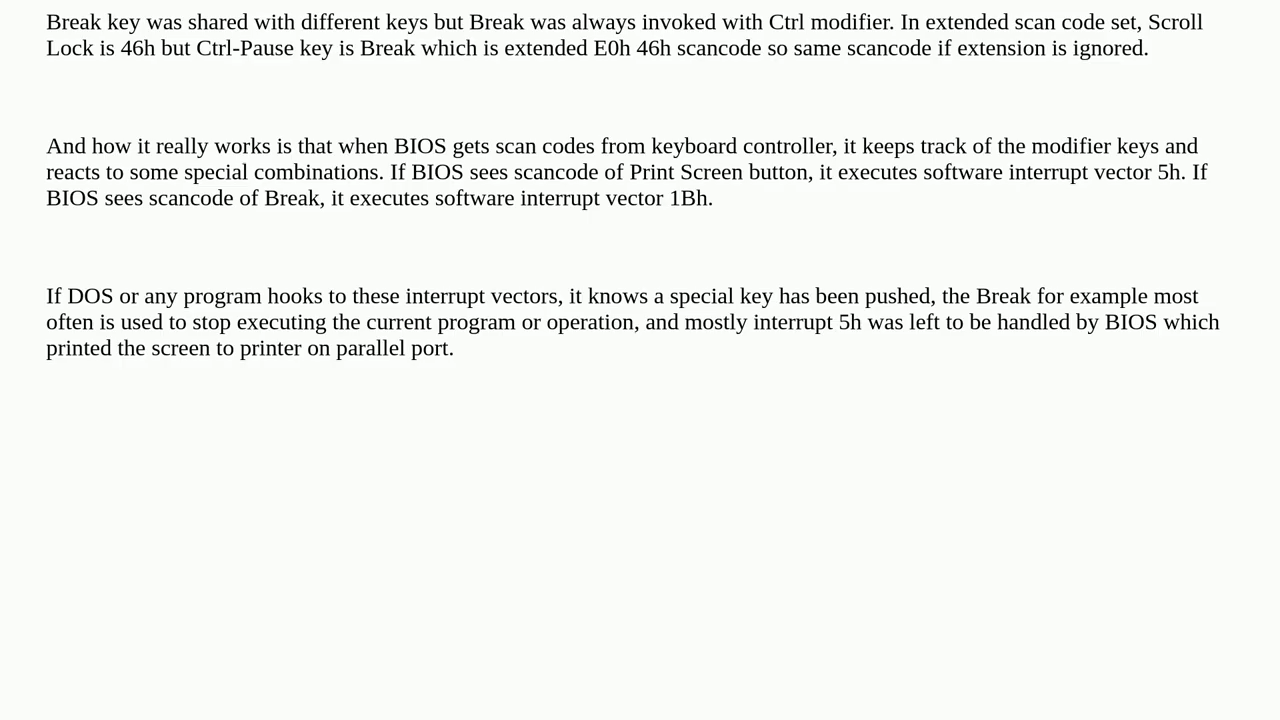 Break key was shared with different keys but Break was always invoked with Ctrl modifier. In extended scan code set, Scroll
Lock is 46h but Ctrl-Pause key is Break which is extended E0h 46h scancode so same scancode if extension is ignored.
And how it really works is that when BIOS gets scan codes from keyboard controller, it keeps track of the modifier keys and
reacts to some special combinations. If BIOS sees scancode of Print Screen button, it executes software interrupt vector 5h. If
BIOS sees scancode of Break, it executes software interrupt vector 1Bh.
If DOS or any program hooks to these interrupt vectors, it knows a special key has been pushed, the Break for example most
often is used to stop executing the current program or operation, and mostly interrupt 5h was left to be handled by BIOS which
printed the screen to printer on parallel port.